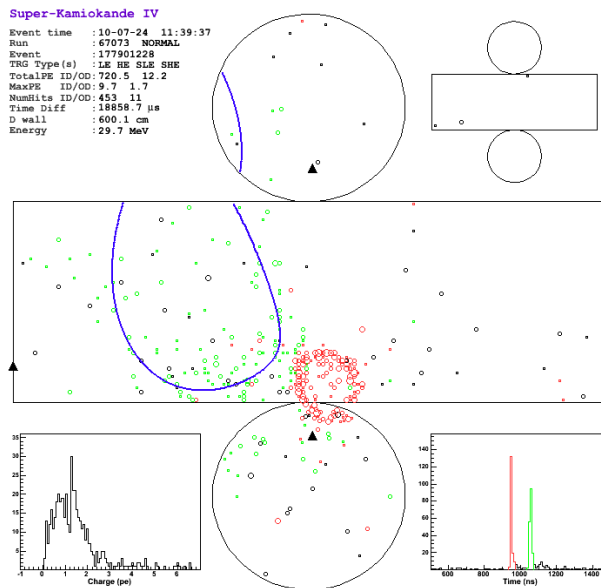 Super-Kamiokande IV
Event time :10-07-24 11:39:37
Run :67073 NORMAL
Event :177901228
TRG Type(s) :LE HE SLE SHE
TotalPE ID/OD:720.5 12.2
MaxPE ID/OD:9.7 1.7
NumHits ID/OD:453 11
Time Diff :18858.7 µs
D wall :600.1 cm
Energy :29.7 MeV
35
30
25
20
15
10
5
0
-1 0 1 2 3 4 5 6
Charge (pe)
140
120
100
80
60
40
20
0
600 800 1000 1200 1400
Time (ns)